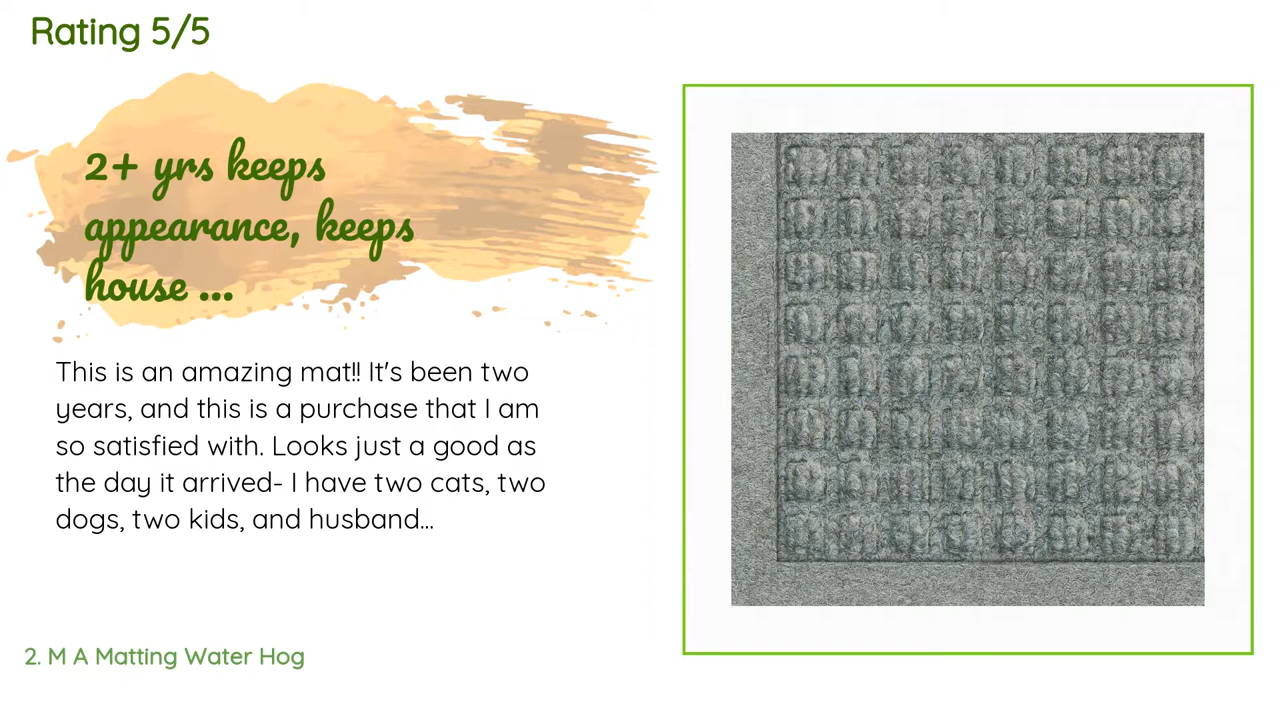 Rating 5/5
2+ yrs keeps
appearance, keeps
house ...
This is an amazing mat!! It's been two
years, and this is a purchase that I am
so satisfied with. Looks just a good as
the day it arrived- I have two cats, two
dogs, two kids, and husband...
2. M A Matting Water Hog